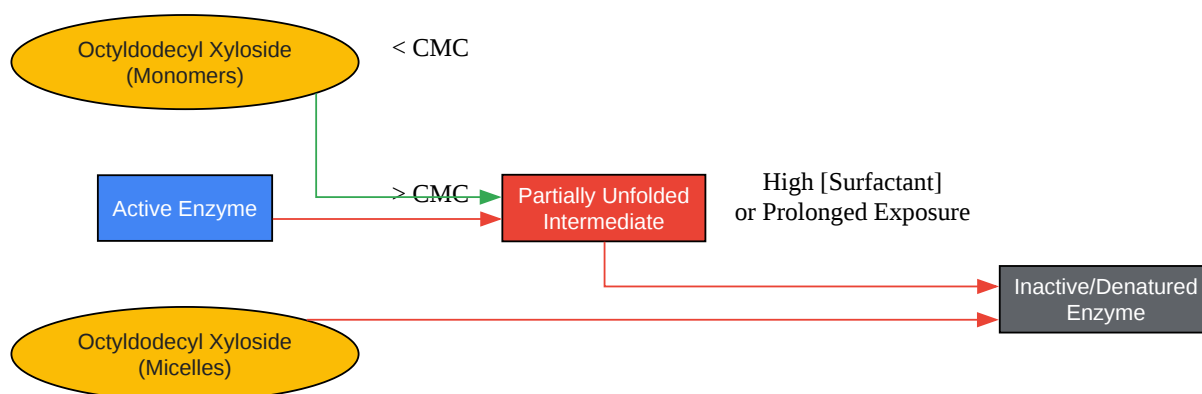 Octyldodecyl Xyloside
(Monomers)
< CMC
Active Enzyme
> CMC
Partially Unfolded
Intermediate
High [Surfactant]
or Prolonged Exposure
Inactive/Denatured
Enzyme
Octyldodecyl Xyloside
(Micelles)